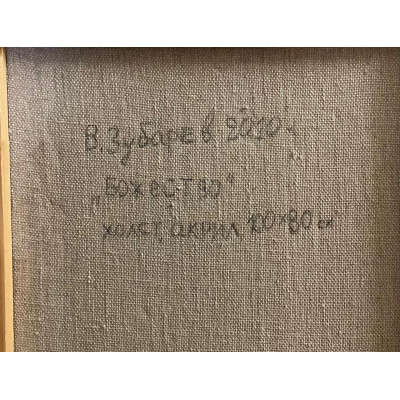 В. Зубарев 2010г.
„Божество“
холст, акрил, 100×80 см